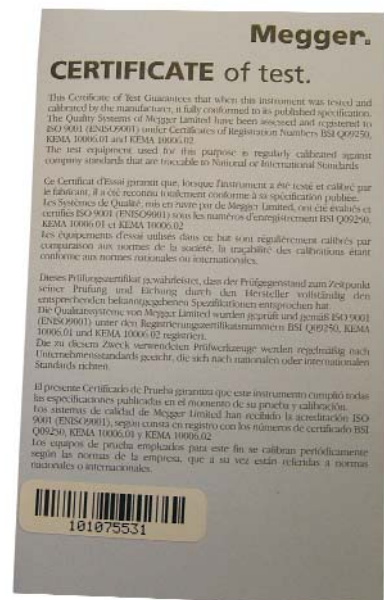 Megger.
CERTIFICATE of test.
This Certificate of Test Guarantees that when this instrument was tested and
calibrated by the manufacturer, it fully conformed to its published specification.
The Quality Systems of Megger Limited have been assessed and registered to
ISO 9001 (ENISO9001) under Certificates of Registration Numbers BSI Q09250,
KEMA 10006.01 and KEMA 10006.02
The test equipment used for this purpose is regularly calibrated against
company standards that are traceable to National or International Standards
Ce Certificat d'Essai garantit que, lorsque l'instrument a été testé et calibré par
le fabricant, il a été reconnu totalement conforme à sa spécification publiée.
Les Systèmes de Qualité, mis en œuvre par de Megger Limited, ont été évalués et
certifiés ISO 9001 (ENISO9001) sous les numéros d'enregistrement BSI Q09250,
KEMA 10006.01 et KEMA 10006.02
Les équipements d'essai utilisés dans ce but sont régulièrement calibrés par
comparaison aux normes de la société, la traçabilité des calibrations étant
conforme aux normes nationales ou internationales.
Dieses Prüfungszertifikat gewährleistet, dass der Prüfgegenstand zum Zeitpunkt
seiner Prüfung und Eichung durch den Hersteller vollständig den
entsprechenden bekanntgegebenen Spezifikationen entsprochen hat.
Die Qualitätssysteme von Megger Limited wurden geprüft und gemäß ISO 9001
(ENISO9001) unter den Registrierungszertifikatsnummern BSI Q09250, KEMA
10006.01 und KEMA 10006.02 registriert.
Die zu diesem Zweck verwendeten Prüfwerkzeuge werden regelmäßig nach
Unternehmensstandards geeicht, die sich nach nationalen oder internationalen
Standards richten.
El presente Certificado de Prueba garantiza que este instrumento cumplió todas
las especificaciones publicadas en el momento de su prueba y calibración.
Los sistemas de calidad de Megger Limited han recibido la acreditación ISO
9001 (ENISO9001), según consta en registro con los números de certificado BSI
Q09250, KEMA 10006.01 y KEMA 10006.02
Los equipos de prueba empleados para este fin se calibran periódicamente
según las normas de la empresa, que a su vez están referidas a normas
nacionales o internacionales.
101075531